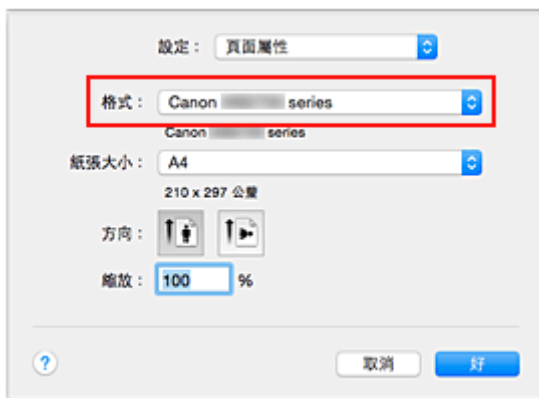 設定： 頁面屬性
格式： Canon series
Canon series
紙張大小： A4
210 x 297 公釐
方向：
縮放： 100 %
? 取消 好